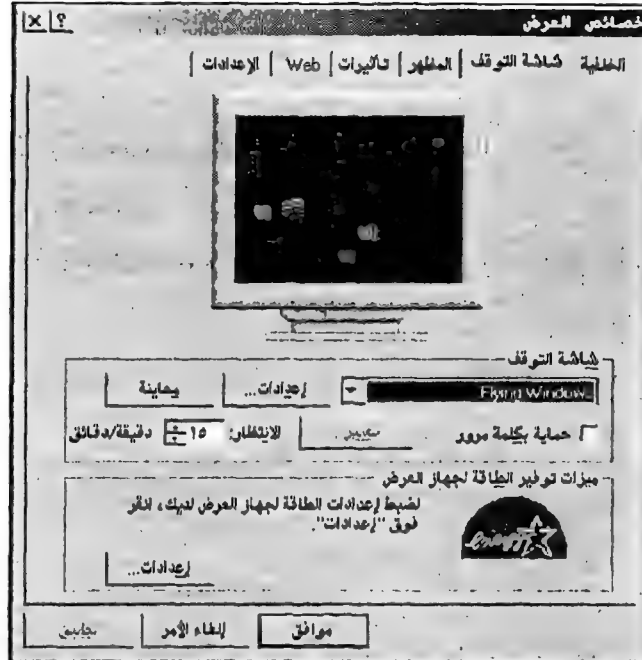 خصائص العرض
الخلفية شاشة التوقف المظهر تأثيرات Web الإعدادات
شاشة التوقف
Flying Window... إعدادات... معاينة
حماية بكلمة مرور الانتظار: ١٥ دقيقة/دقائق
ميزات توفير الطاقة لجهاز العرض
لضبط إعدادات الطاقة لجهاز العرض لديك، انقر
فوق "إعدادات".
energy
إعدادات...
موافق إلغاء الأمر تطبيق